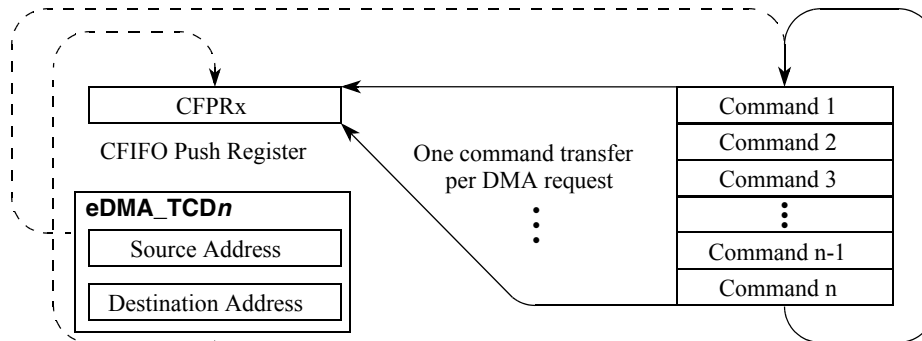 CFPRx
CFIFO Push Register
eDMA_TCDn
Source Address
Destination Address
One command transfer
per DMA request
Command 1
Command 2
Command 3
Command n-1
Command n